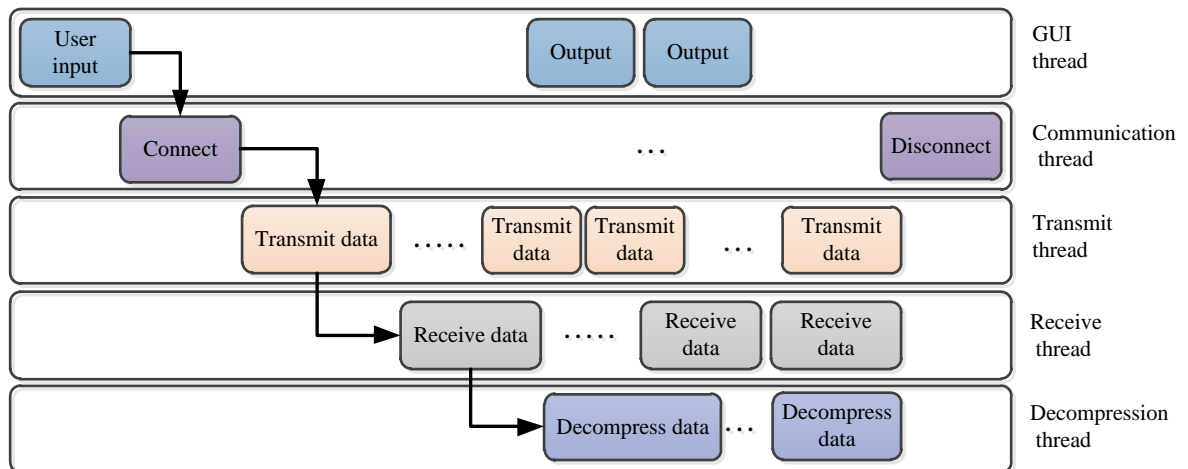 User
input
Output
Output
GUI
thread
Connect
...
Disconnect
Communication
thread
Transmit data
.....
Transmit
data
Transmit
data
...
Transmit
data
Transmit
thread
Receive data
.....
Receive
data
Receive
data
Receive
thread
Decompress data
...
Decompress
data
Decompression
thread